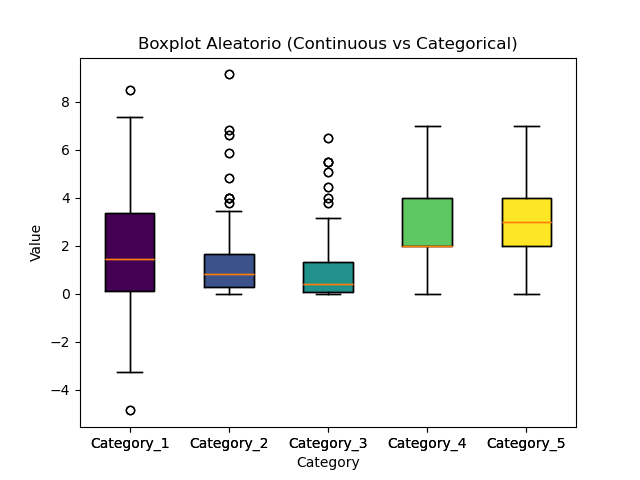 Boxplot Aleatorio (Continuous vs Categorical)
Value
8
6
4
2
0
−2
−4
Category_1 Category_2 Category_3 Category_4 Category_5
Category